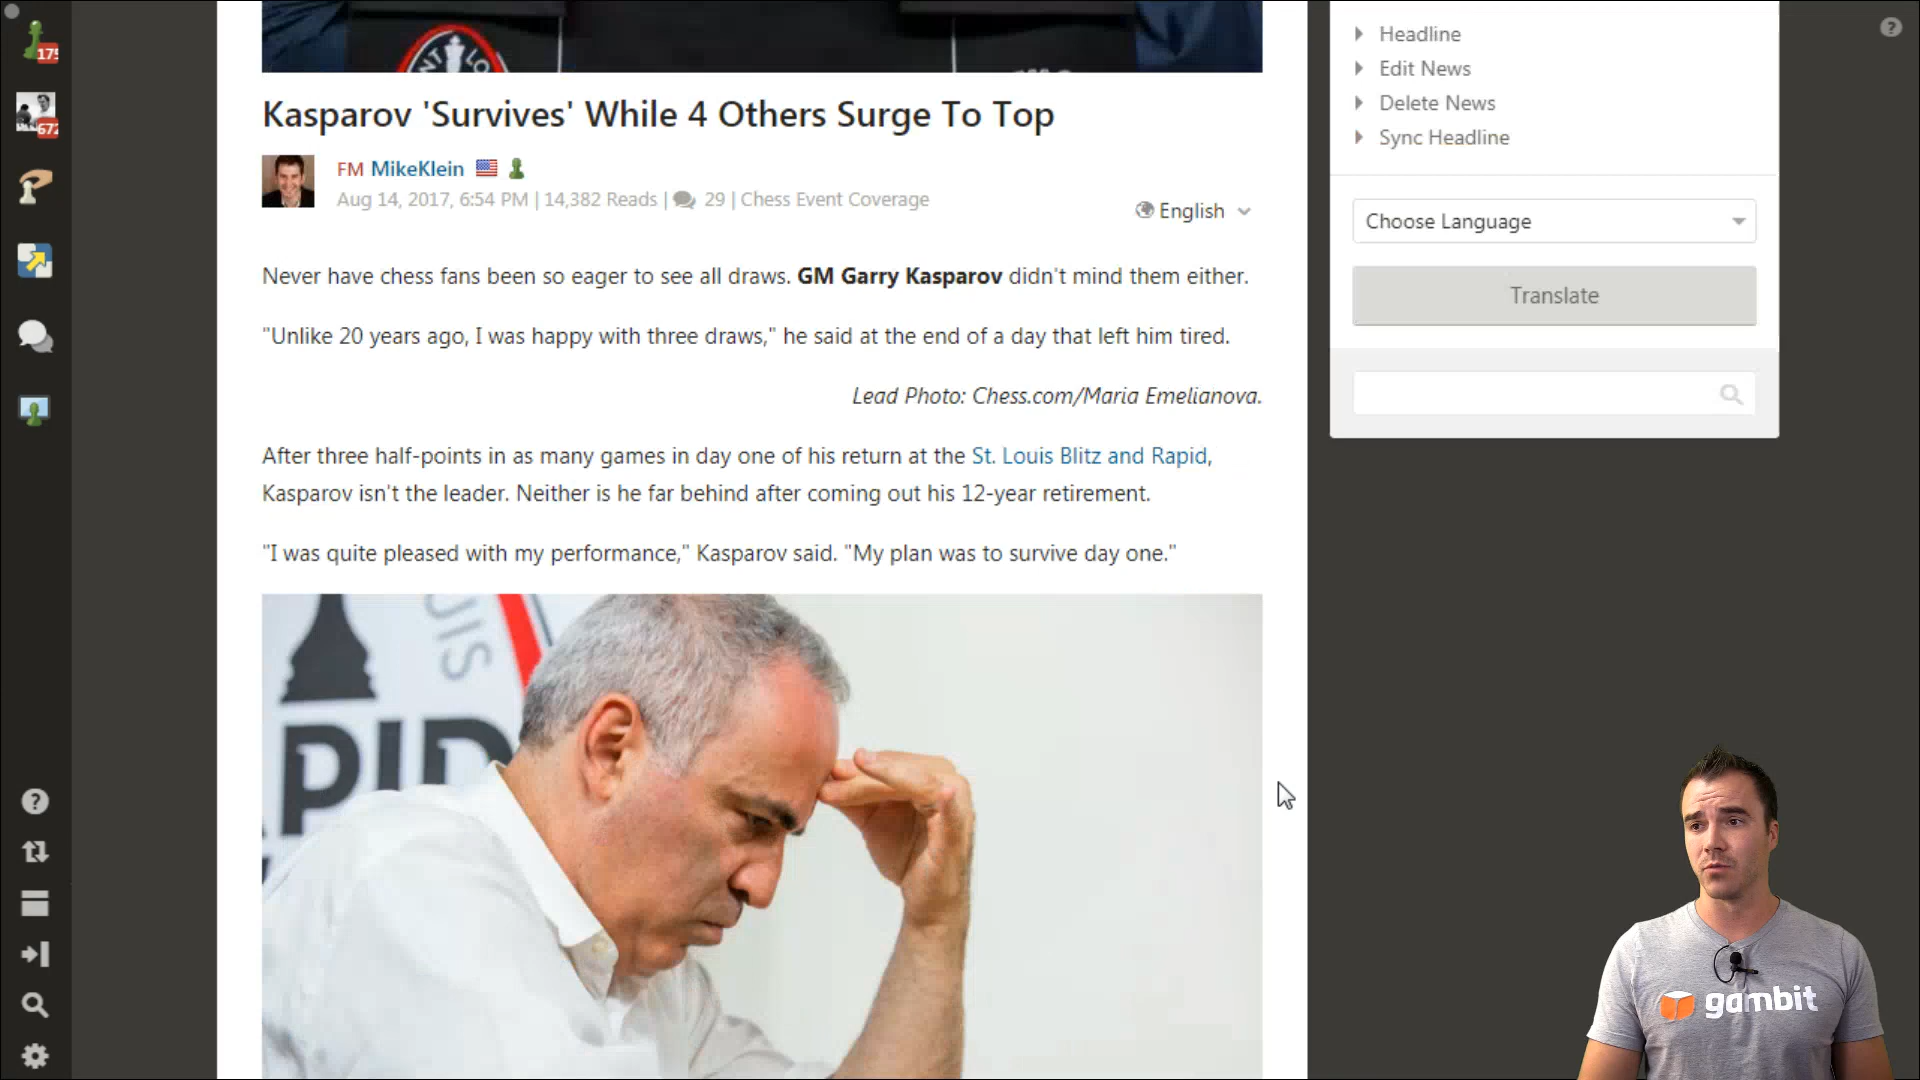 NT LO
Kasparov 'Survives' While 4 Others Surge To Top
FM MikeKlein
Aug 14, 2017, 6:54 PM | 14,382 Reads | 29 | Chess Event Coverage
English
Never have chess fans been so eager to see all draws. GM Garry Kasparov didn't mind them either.
"Unlike 20 years ago, I was happy with three draws," he said at the end of a day that left him tired.
Lead Photo: Chess.com/Maria Emelianova.
After three half-points in as many games in day one of his return at the St. Louis Blitz and Rapid,
Kasparov isn't the leader. Neither is he far behind after coming out his 12-year retirement.
"I was quite pleased with my performance," Kasparov said. "My plan was to survive day one."
UIS
PID
Headline
Edit News
Delete News
Sync Headline
Choose Language
Translate
175
672
gambit